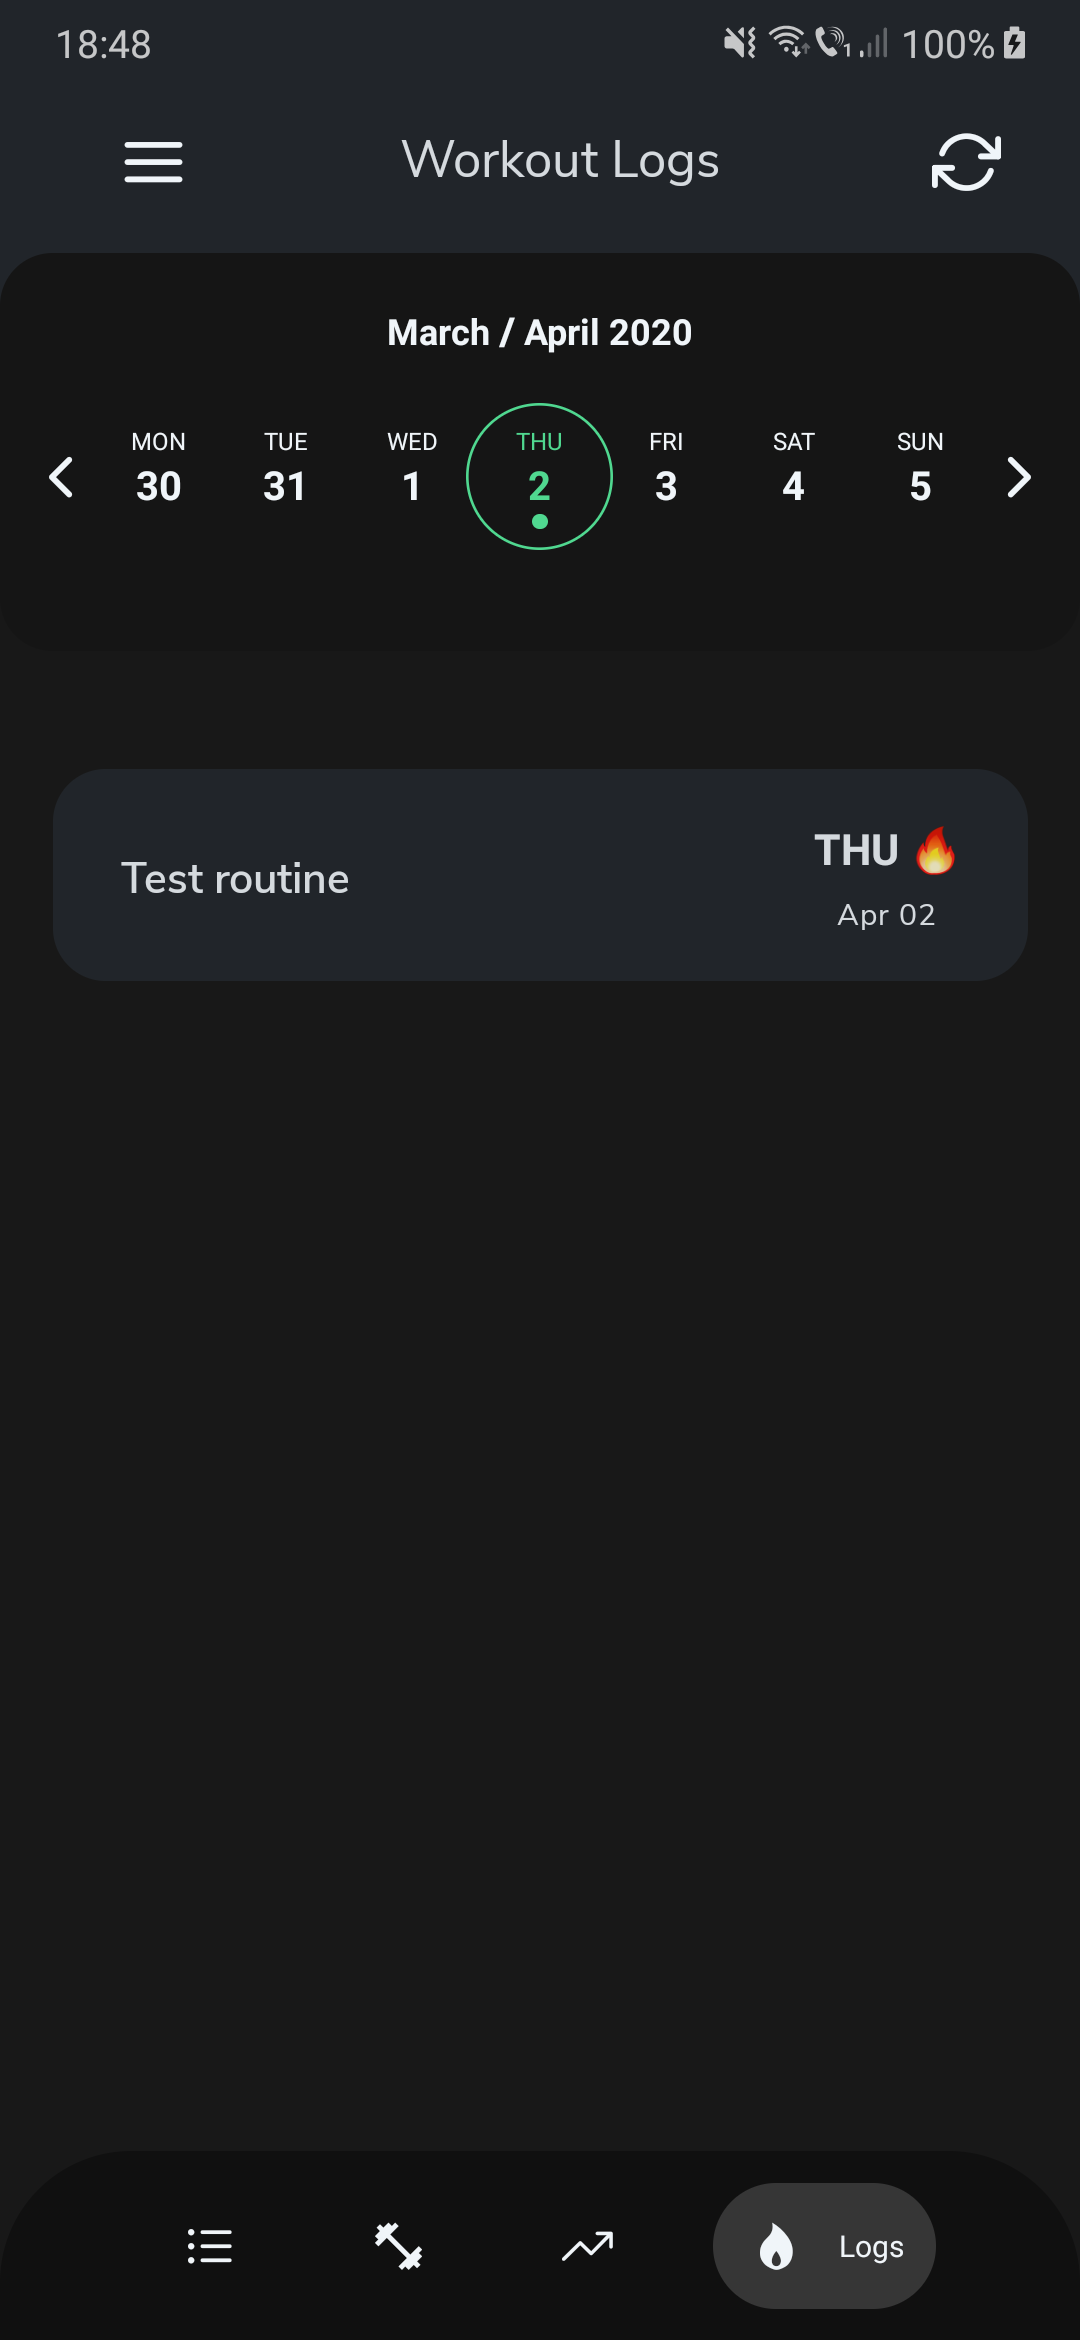 18:48 1 100%
Workout Logs
March / April 2020
MON TUE WED THU FRI SAT SUN
30 31 1 2 3 4 5
Test routine
THU 🔥
Apr 02
Logs